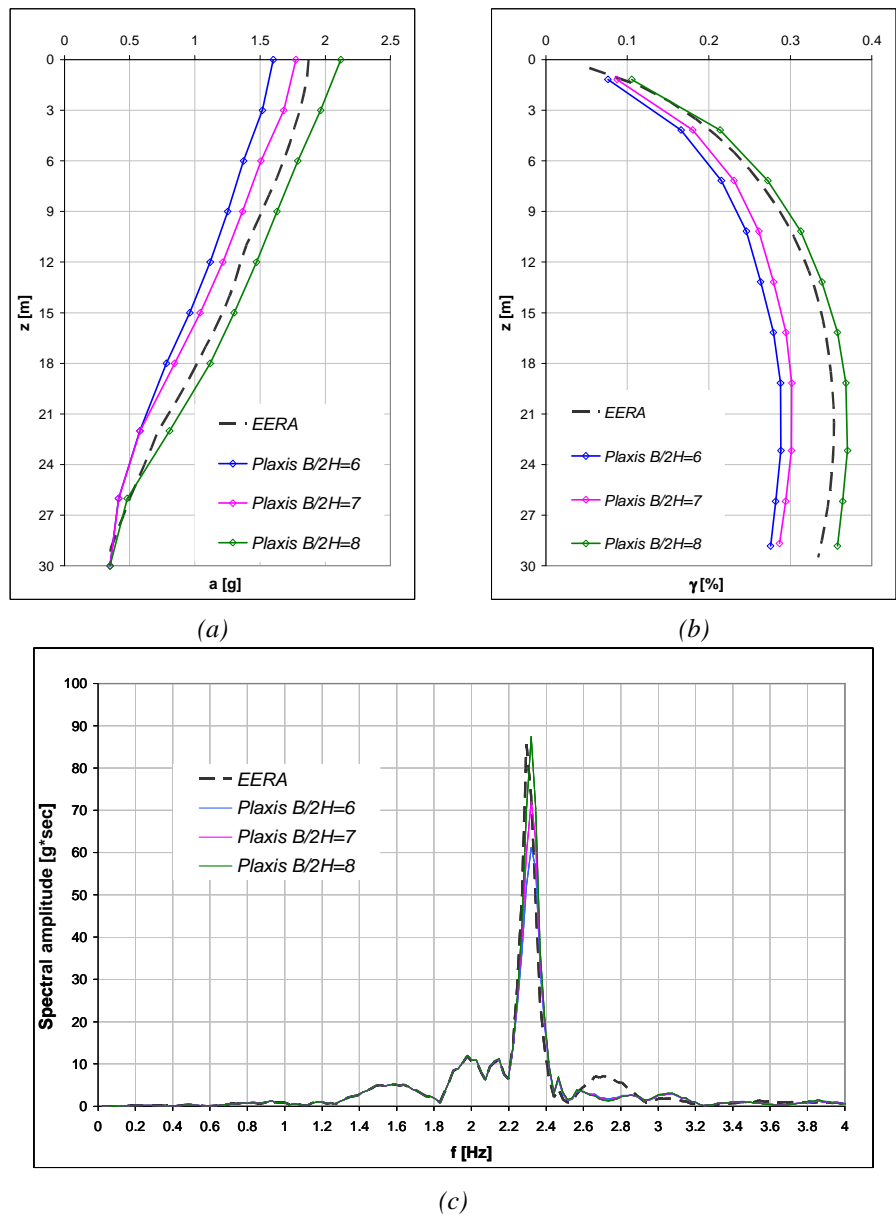 0 0.5 1 1.5 2 2.5
0
3
6
9
12
15
18
21
24
27
30
z [m]
EERA
Plaxis B/2H=6
Plaxis B/2H=7
Plaxis B/2H=8
a [g]
(a)
0 0.1 0.2 0.3 0.4
0
3
6
9
12
15
18
21
24
27
30
z [m]
EERA
Plaxis B/2H=6
Plaxis B/2H=7
Plaxis B/2H=8
γ [%]
(b)
100
90
80
70
60
50
40
30
20
10
0
Spectral amplitude [g*sec]
EERA
Plaxis B/2H=6
Plaxis B/2H=7
Plaxis B/2H=8
0 0.2 0.4 0.6 0.8 1 1.2 1.4 1.6 1.8 2 2.2 2.4 2.6 2.8 3 3.2 3.4 3.6 3.8 4
f [Hz]
(c)